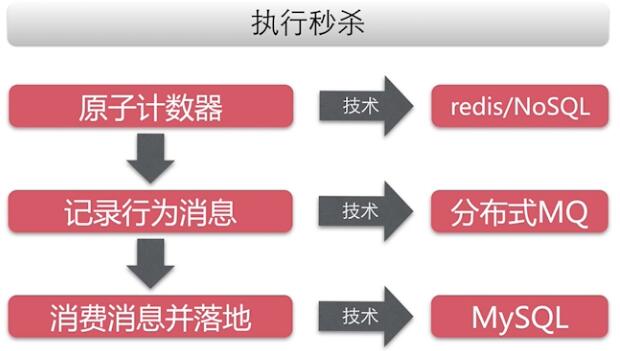 执行秒杀
原子计数器
技术
redis/NoSQL
记录行为消息
技术
分布式MQ
消费消息并落地
技术
MySQL